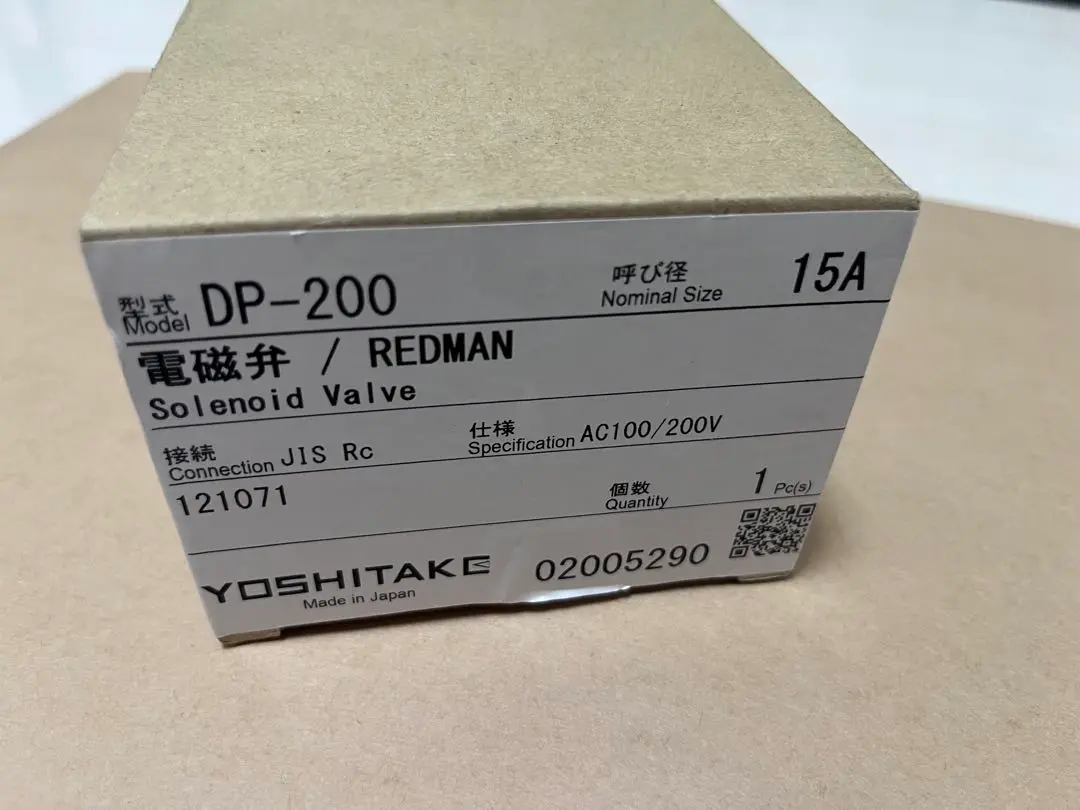 型式 Model DP-200 呼び径 Nominal Size 15A
電磁弁 / REDMAN
Solenoid Valve
接続 Connection JIS Rc 仕様 Specification AC100/200V
121071 個数 Quantity 1 Pc(s)
YOSHITAKE 02005290
Made in Japan